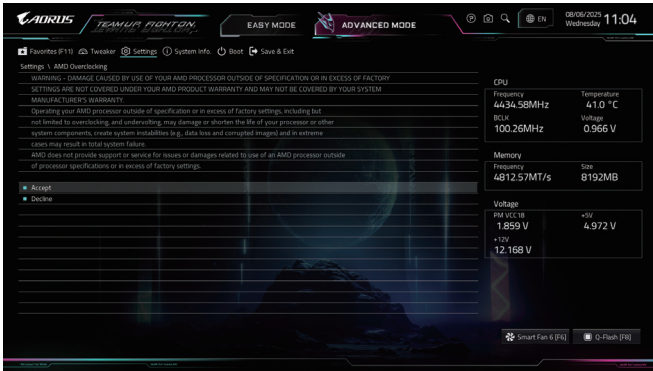 AORUS
TEAM UP. FIGHT ON.
EASY MODE
ADVANCED MODE
EN
08/06/2025
Wednesday
11:04
Favorites (F11)
Tweaker
Settings
System Info.
Boot
Save & Exit
Settings \ AMD Overclocking
WARNING - DAMAGE CAUSED BY USE OF YOUR AMD PROCESSOR OUTSIDE OF SPECIFICATION OR IN EXCESS OF FACTORY
SETTINGS ARE NOT COVERED UNDER YOUR AMD PRODUCT WARRANTY AND MAY NOT BE COVERED BY YOUR SYSTEM
MANUFACTURER'S WARRANTY.
Operating your AMD processor outside of specification or in excess of factory settings, including but
not limited to overclocking, and undervolting, may damage or shorten the life of your processor or other
system components, create system instabilities (e.g., data loss and corrupted images) and in extreme
cases may result in total system failure.
AMD does not provide support or service for issues or damages related to use of an AMD processor outside
of processor specifications or in excess of factory settings.
Accept
Decline
CPU
Frequency
Temperature
4434.58MHz
41.0 °C
BCLK
Voltage
100.26MHz
0.966 V
Memory
Frequency
Size
4812.57MT/s
8192MB
Voltage
PM VCC18
+5V
1.859 V
4.972 V
+12V
12.168 V
Smart Fan 6 [F6]
Q-Flash [F8]